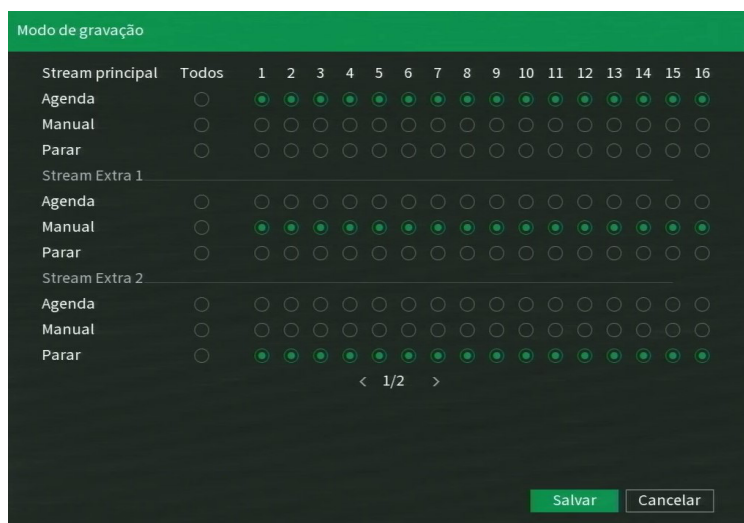 Modo de gravação
Stream principal Todos 1 2 3 4 5 6 7 8 9 10 11 12 13 14 15 16
Agenda
Manual
Parar
Stream Extra 1
Agenda
Manual
Parar
Stream Extra 2
Agenda
Manual
Parar
< 1/2 >
Salvar Cancelar